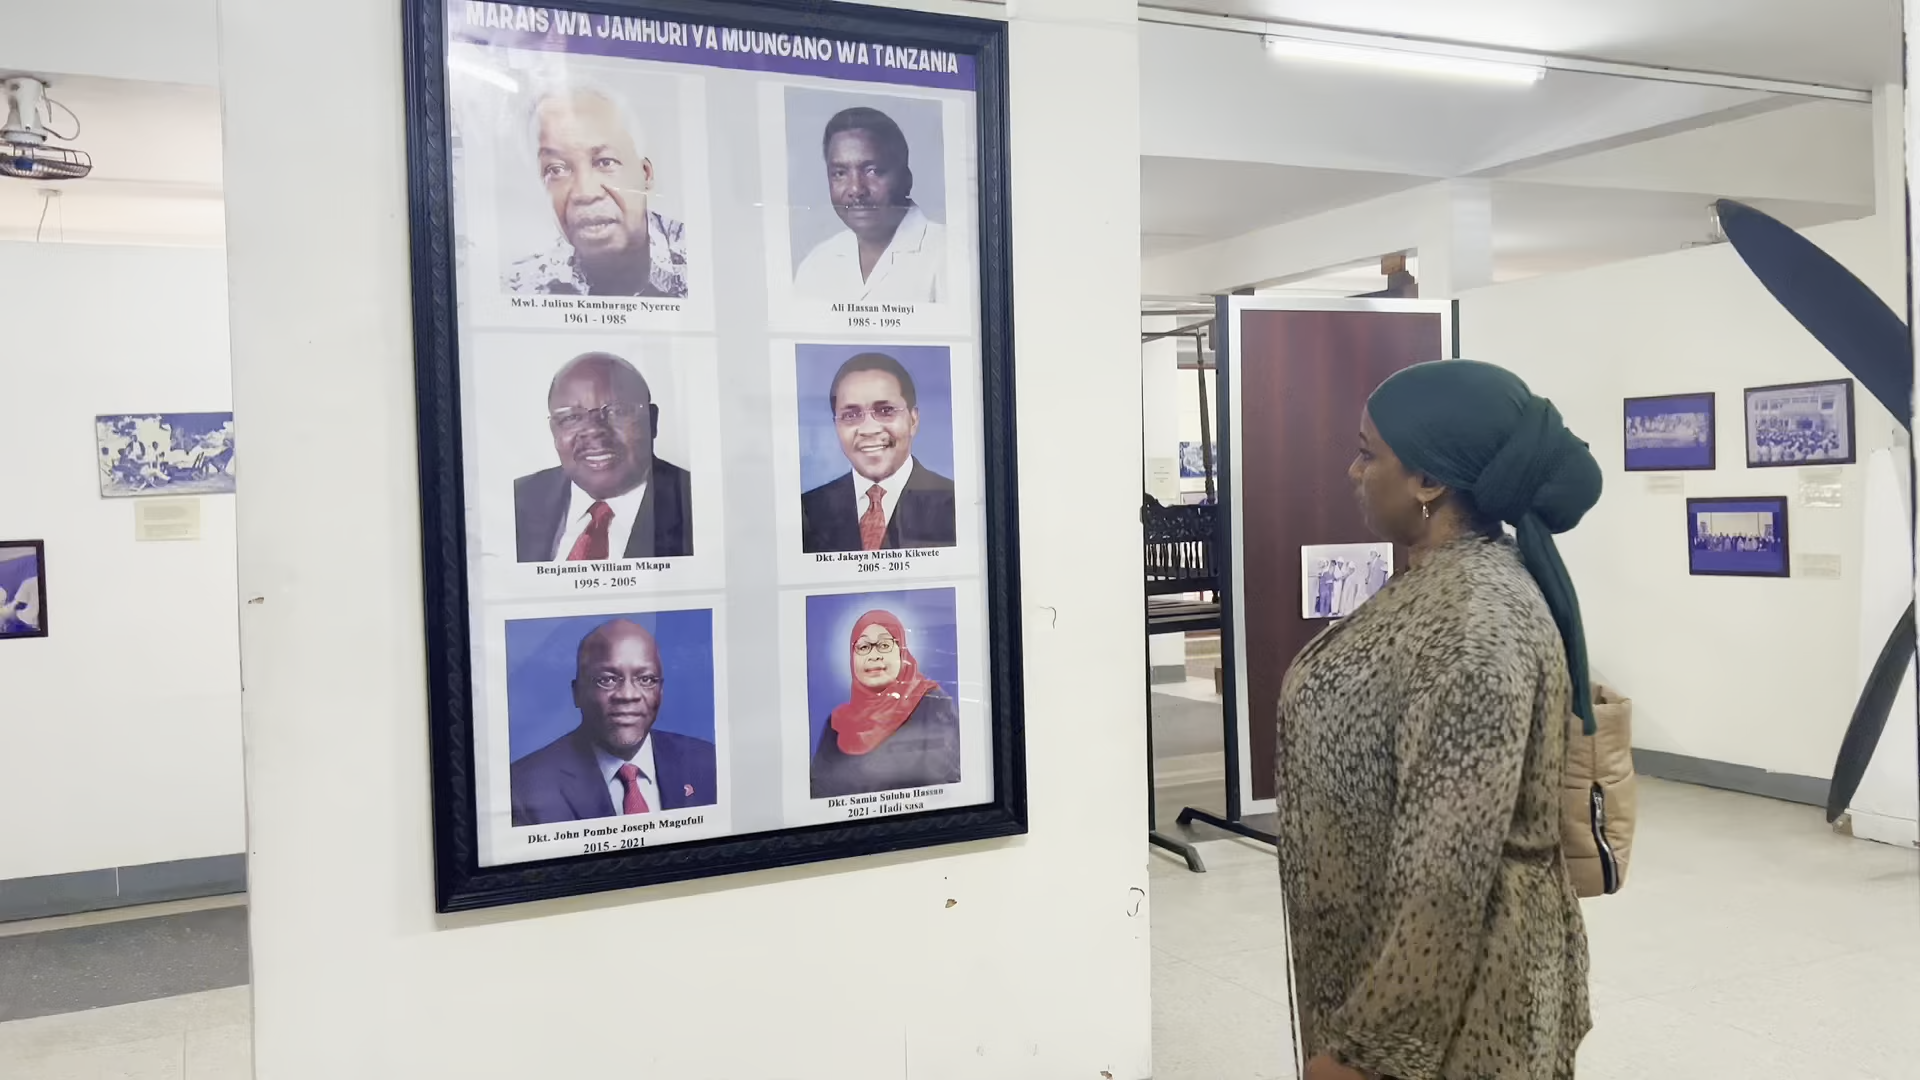 MARAIS WA JAMHURI YA MUUNGANO WA TANZANIA
Mwl. Julius Kambarage Nyerere
1961 - 1985
Ali Hassan Mwinyi
1985 - 1995
Benjamin William Mkapa
1995 - 2005
Dkt. Jakaya Mrisho Kikwete
2005 - 2015
Dkt. John Pombe Joseph Magufuli
2015 - 2021
Dkt. Samia Suluhu Hassan
2021 - Hadi sasa